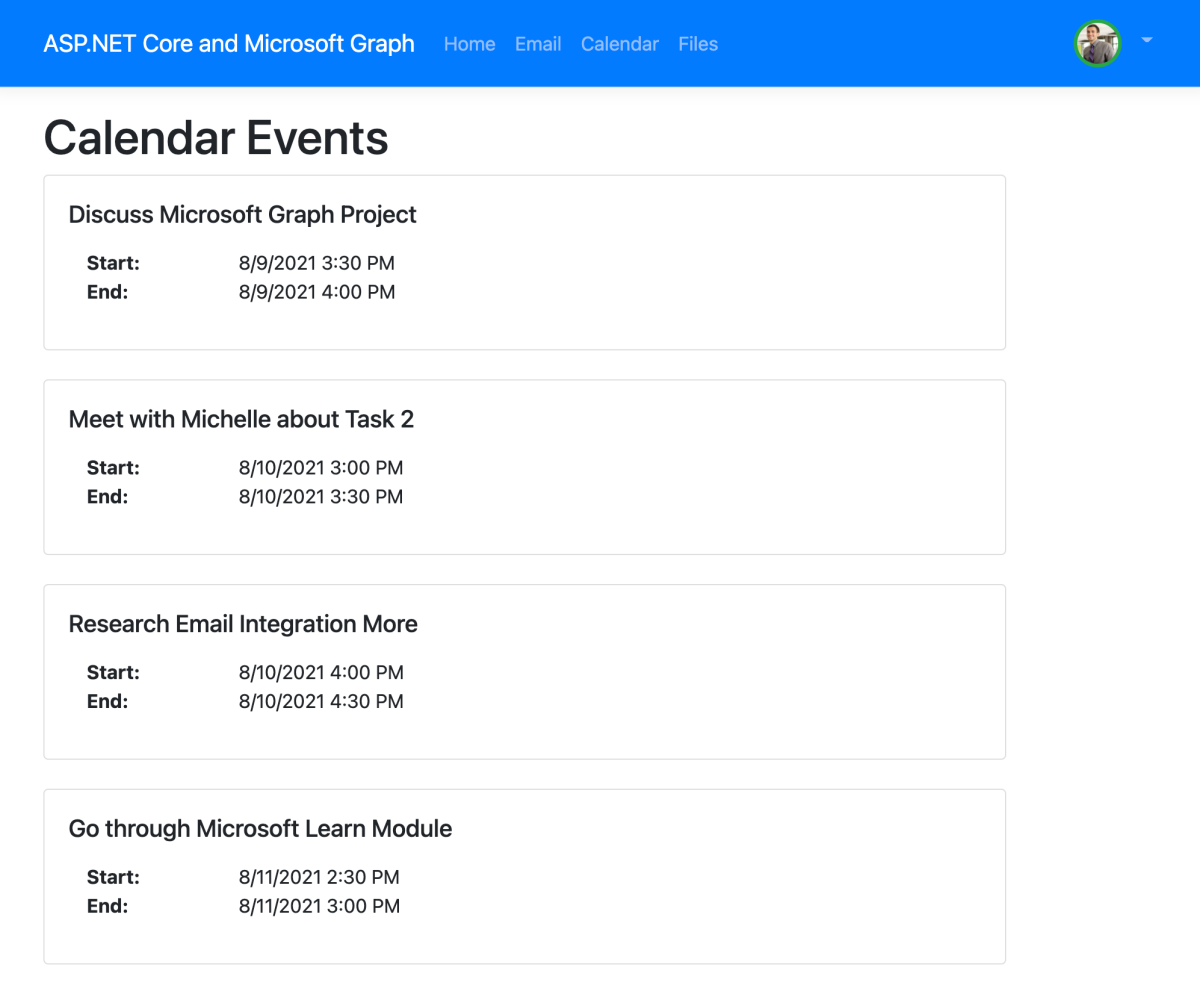 ASP.NET Core and Microsoft Graph Home Email Calendar Files
Calendar Events
Discuss Microsoft Graph Project
Start: 8/9/2021 3:30 PM
End: 8/9/2021 4:00 PM
Meet with Michelle about Task 2
Start: 8/10/2021 3:00 PM
End: 8/10/2021 3:30 PM
Research Email Integration More
Start: 8/10/2021 4:00 PM
End: 8/10/2021 4:30 PM
Go through Microsoft Learn Module
Start: 8/11/2021 2:30 PM
End: 8/11/2021 3:00 PM